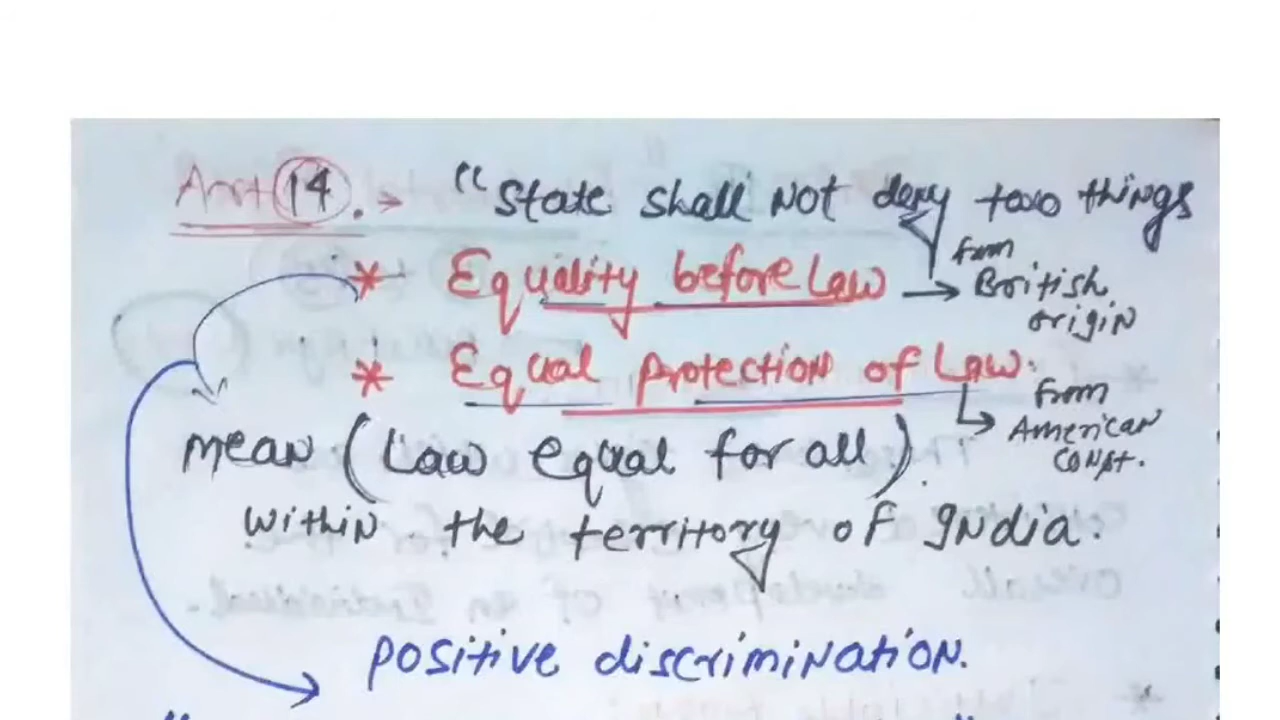 Art 14. → "State shall Not deny two things
* Equality before Law → from British origin
* Equal protection of Law. → from American const.
mean (Law equal for all).
within the territory of India.
positive discrimination.